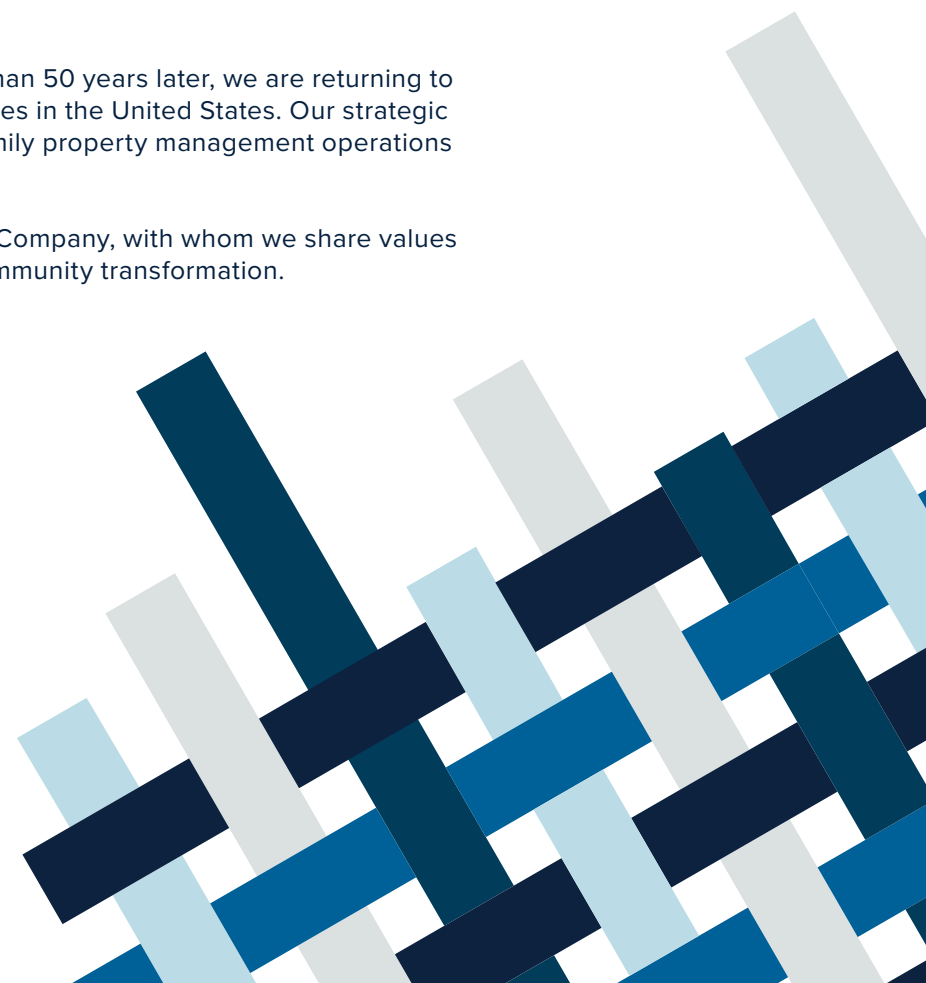 han 50 years later, we are returning to
es in the United States. Our strategic
nily property management operations
Company, with whom we share values
mmunity transformation.